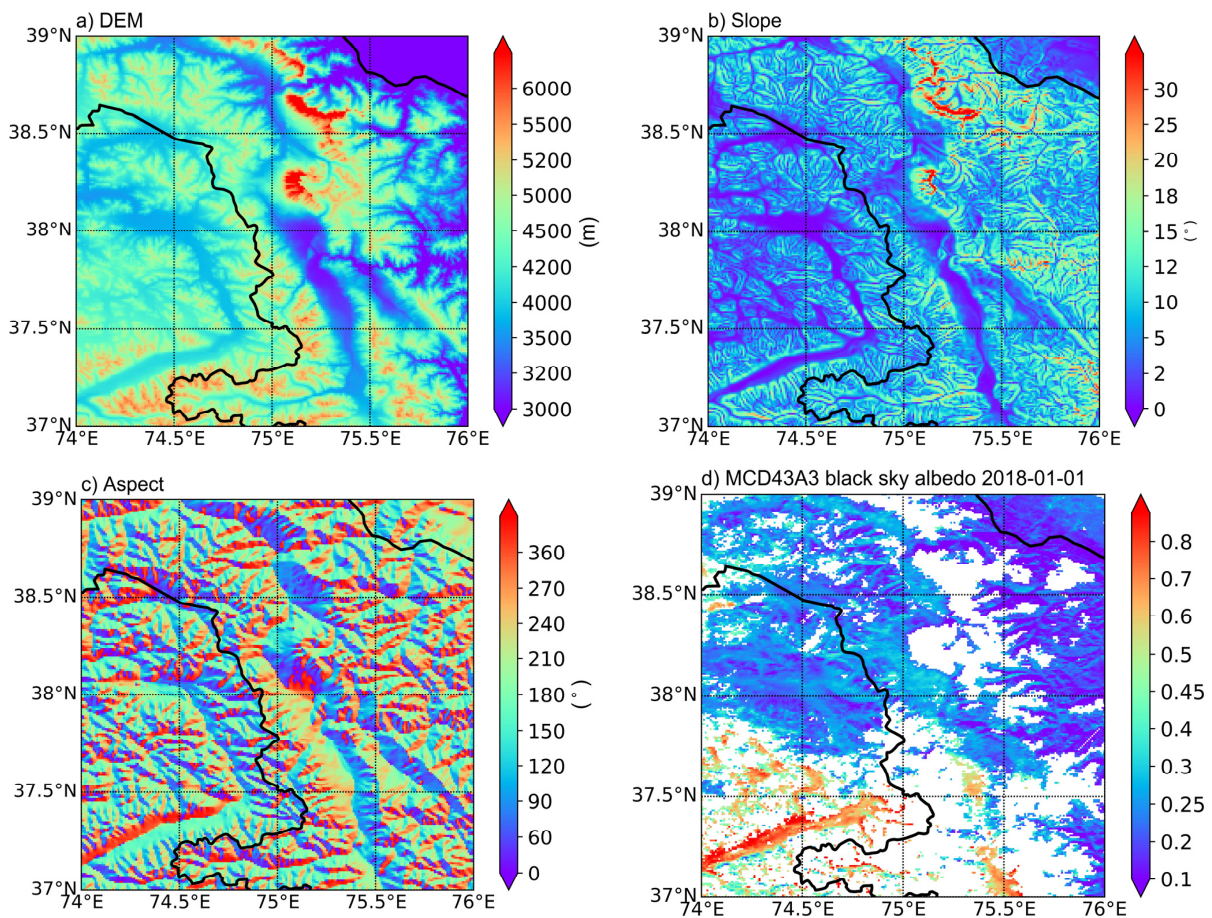 a) DEM
39°N
38.5°N
38°N
37.5°N
37°N
74°E
74.5°E
75°E
75.5°E
76°E
6000
5500
5200
5000
4500
4200
4000
3500
3200
3000
(m)
b) Slope
39°N
38.5°N
38°N
37.5°N
37°N
74°E
74.5°E
75°E
75.5°E
76°E
30
25
20
18
15
12
10
5
2
0
(°)
c) Aspect
39°N
38.5°N
38°N
37.5°N
37°N
74°E
74.5°E
75°E
75.5°E
76°E
360
270
240
210
180
150
120
90
60
0
(°)
d) MCD43A3 black sky albedo 2018-01-01
39°N
38.5°N
38°N
37.5°N
37°N
74°E
74.5°E
75°E
75.5°E
76°E
0.8
0.7
0.6
0.5
0.45
0.4
0.3
0.25
0.2
0.1